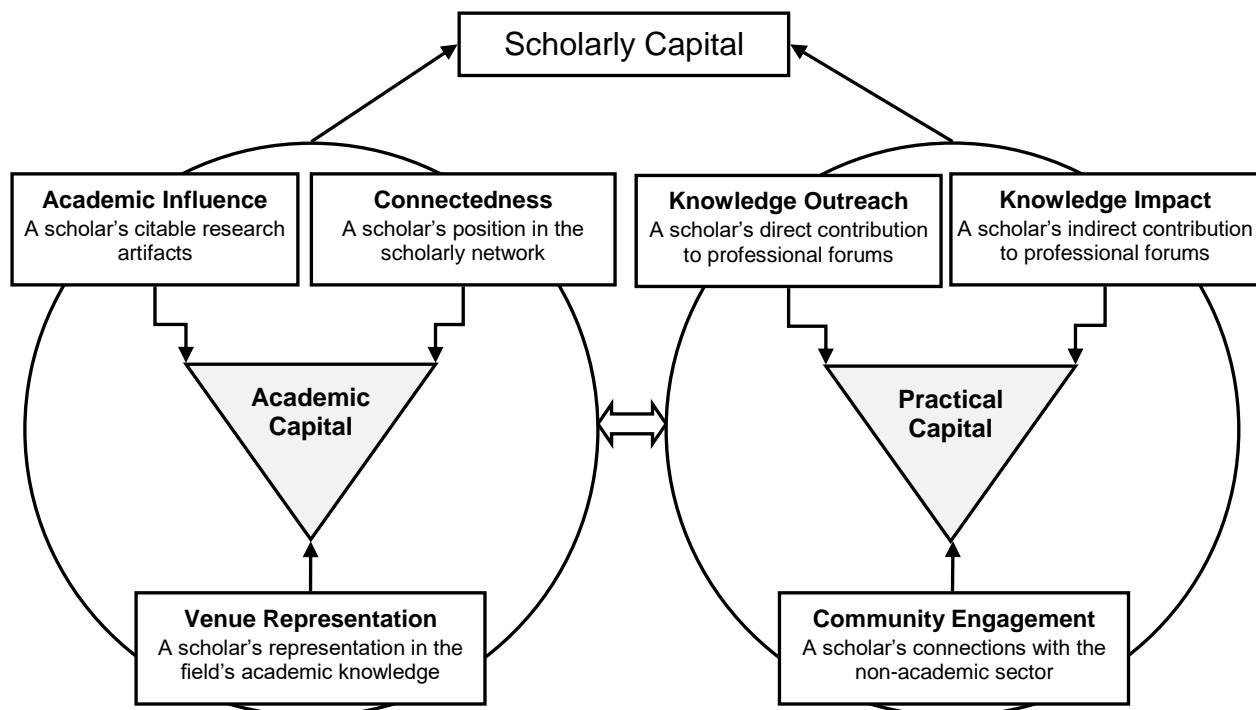 Scholarly Capital
Academic Influence
A scholar’s citable research
artifacts
Connectedness
A scholar’s position in the
scholarly network
Knowledge Outreach
A scholar’s direct contribution
to professional forums
Knowledge Impact
A scholar’s indirect contribution
to professional forums
Academic
Capital
Practical
Capital
Venue Representation
A scholar’s representation in the
field’s academic knowledge
Community Engagement
A scholar’s connections with the
non-academic sector